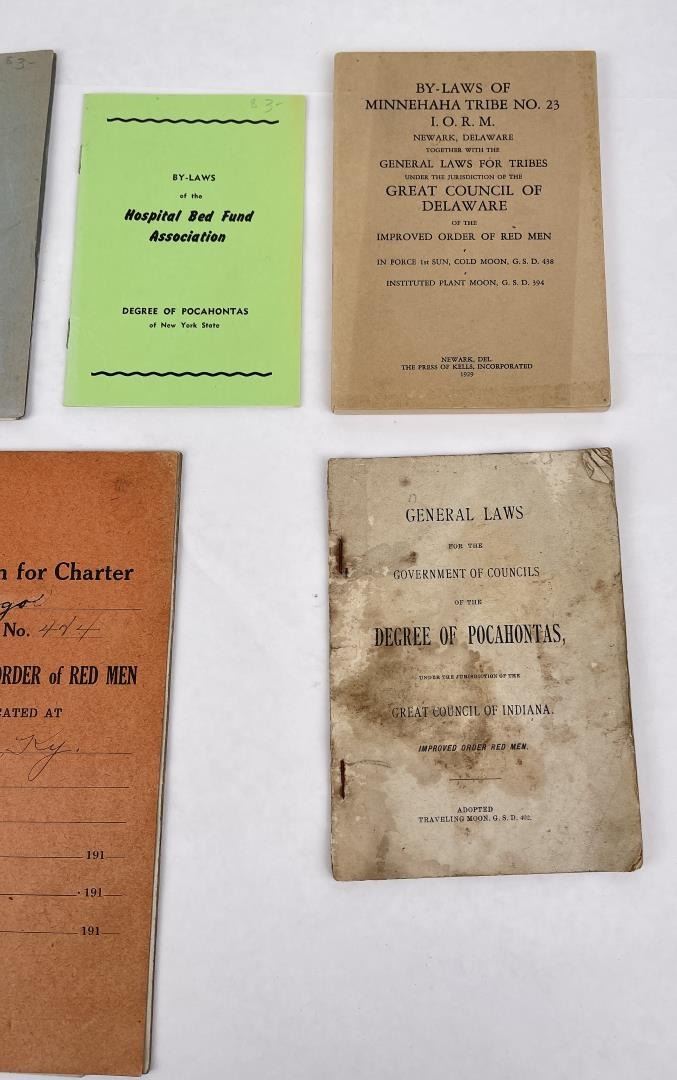 $3-
$3-
BY-LAWS
of the
Hospital Bed Fund
Association
DEGREE OF POCAHONTAS
of New York State
BY-LAWS OF
MINNEHAHA TRIBE NO. 23
I. O. R. M.
NEWARK, DELAWARE
TOGETHER WITH THE
GENERAL LAWS FOR TRIBES
UNDER THE JURISDICTION OF THE
GREAT COUNCIL OF
DELAWARE
OF THE
IMPROVED ORDER OF RED MEN
IN FORCE 1st SUN, COLD MOON, G. S. D. 438
INSTITUTED PLANT MOON, G. S. D. 394
NEWARK, DEL.
THE PRESS OF KELLS, INCORPORATED
1929
n for Charter
No. 474
ORDER of RED MEN
CATED AT
Ky.
191
191
191
GENERAL LAWS
FOR THE
GOVERNMENT OF COUNCILS
OF THE
DEGREE OF POCAHONTAS,
UNDER THE JURISDICTION OF THE
GREAT COUNCIL OF INDIANA.
IMPROVED ORDER RED MEN.
ADOPTED
TRAVELING MOON, G. S. D. 402.